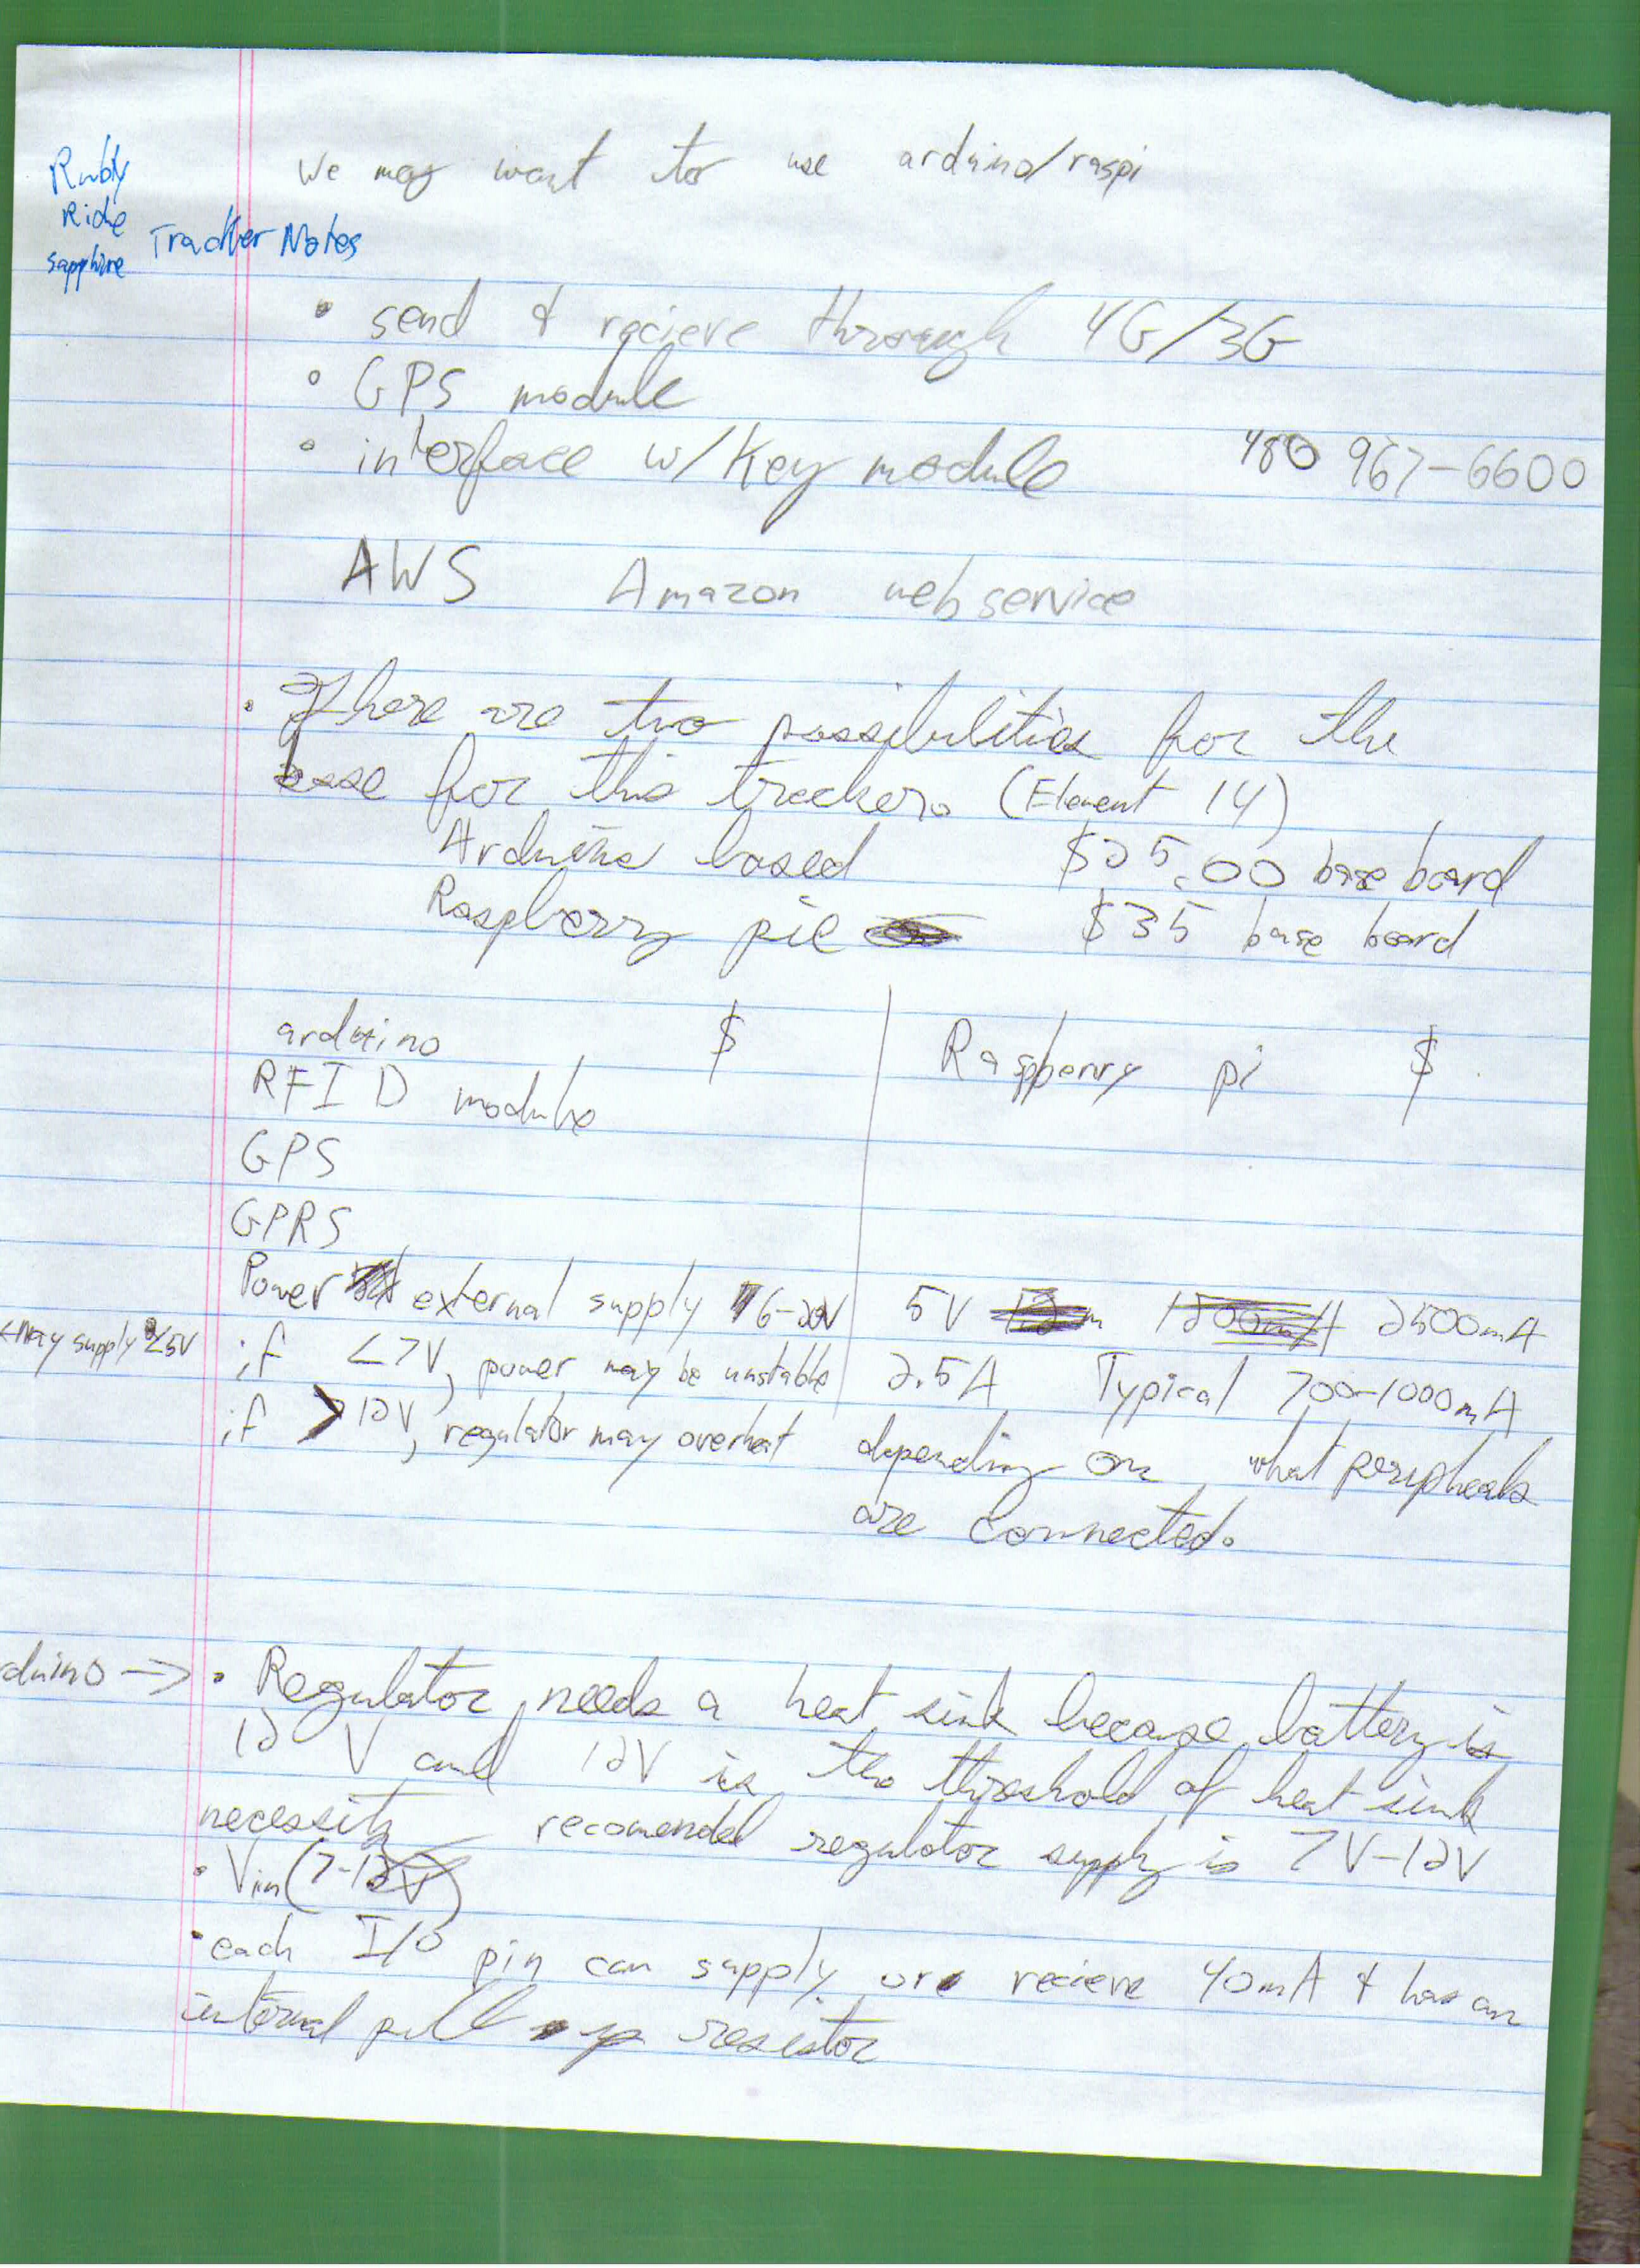 We may want to use arduino/raspi
Ruby
Ride
sapphire
Tracker Notes
• send & recieve through 4G/3G
• GPS module
• interface w/Key module
480 967-6600
AWS Amazon web service
• There are two possibilities for the
base for this tracker. (Element 14)
Arduino based $25.00 base board
Raspberry pie $35 base board
arduino $
Raspberry pi $
RFID module
GPS
GPRS
Power external supply 6-20V
<may supply <5V
if <7V, power may be unstable
if >12V, regulator may overheat
5V 2500mA
2.5A Typical 700-1000mA
depending on what peripheals
are connected.
duino → • Regulator needs a heat sink because battery is
12 V and 12V is the threshold of heat sink
necessity recomended regulator supply is 7V-12V
• Vin(7-12V)
• each I/O pin can supply or recieve 40mA & has an
internal pull up resistor